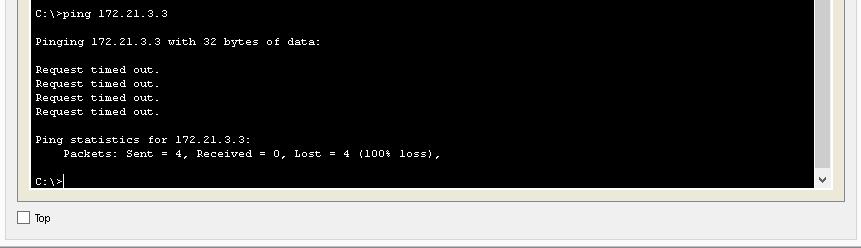 C:\>ping 172.21.3.3
Pinging 172.21.3.3 with 32 bytes of data:
Request timed out.
Request timed out.
Request timed out.
Request timed out.
Ping statistics for 172.21.3.3:
Packets: Sent = 4, Received = 0, Lost = 4 (100% loss),
C:\>
Top